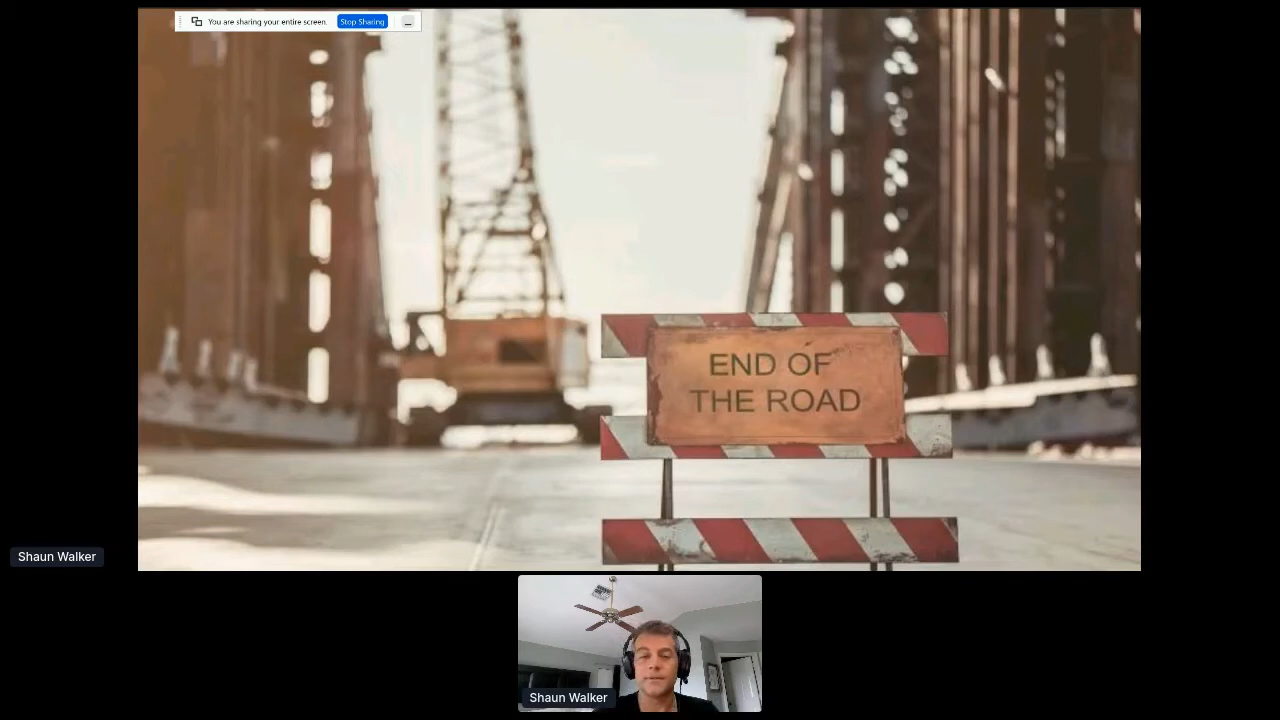 You are sharing your entire screen.
Stop Sharing
END OF
THE ROAD
Shaun Walker
Shaun Walker